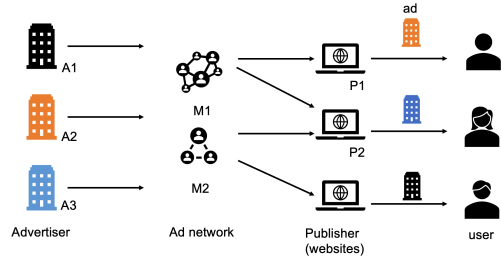 ad
A1
P1
M1
A2
P2
M2
A3
Advertiser
Ad network
Publisher
(websites)
user